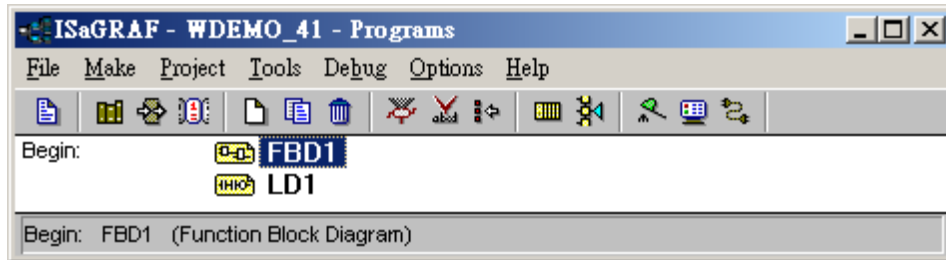 ISaGRAF - WDEMO_41 - Programs
File Make Project Tools Debug Options Help
Begin: FBD1
LD1
Begin: FBD1 (Function Block Diagram)